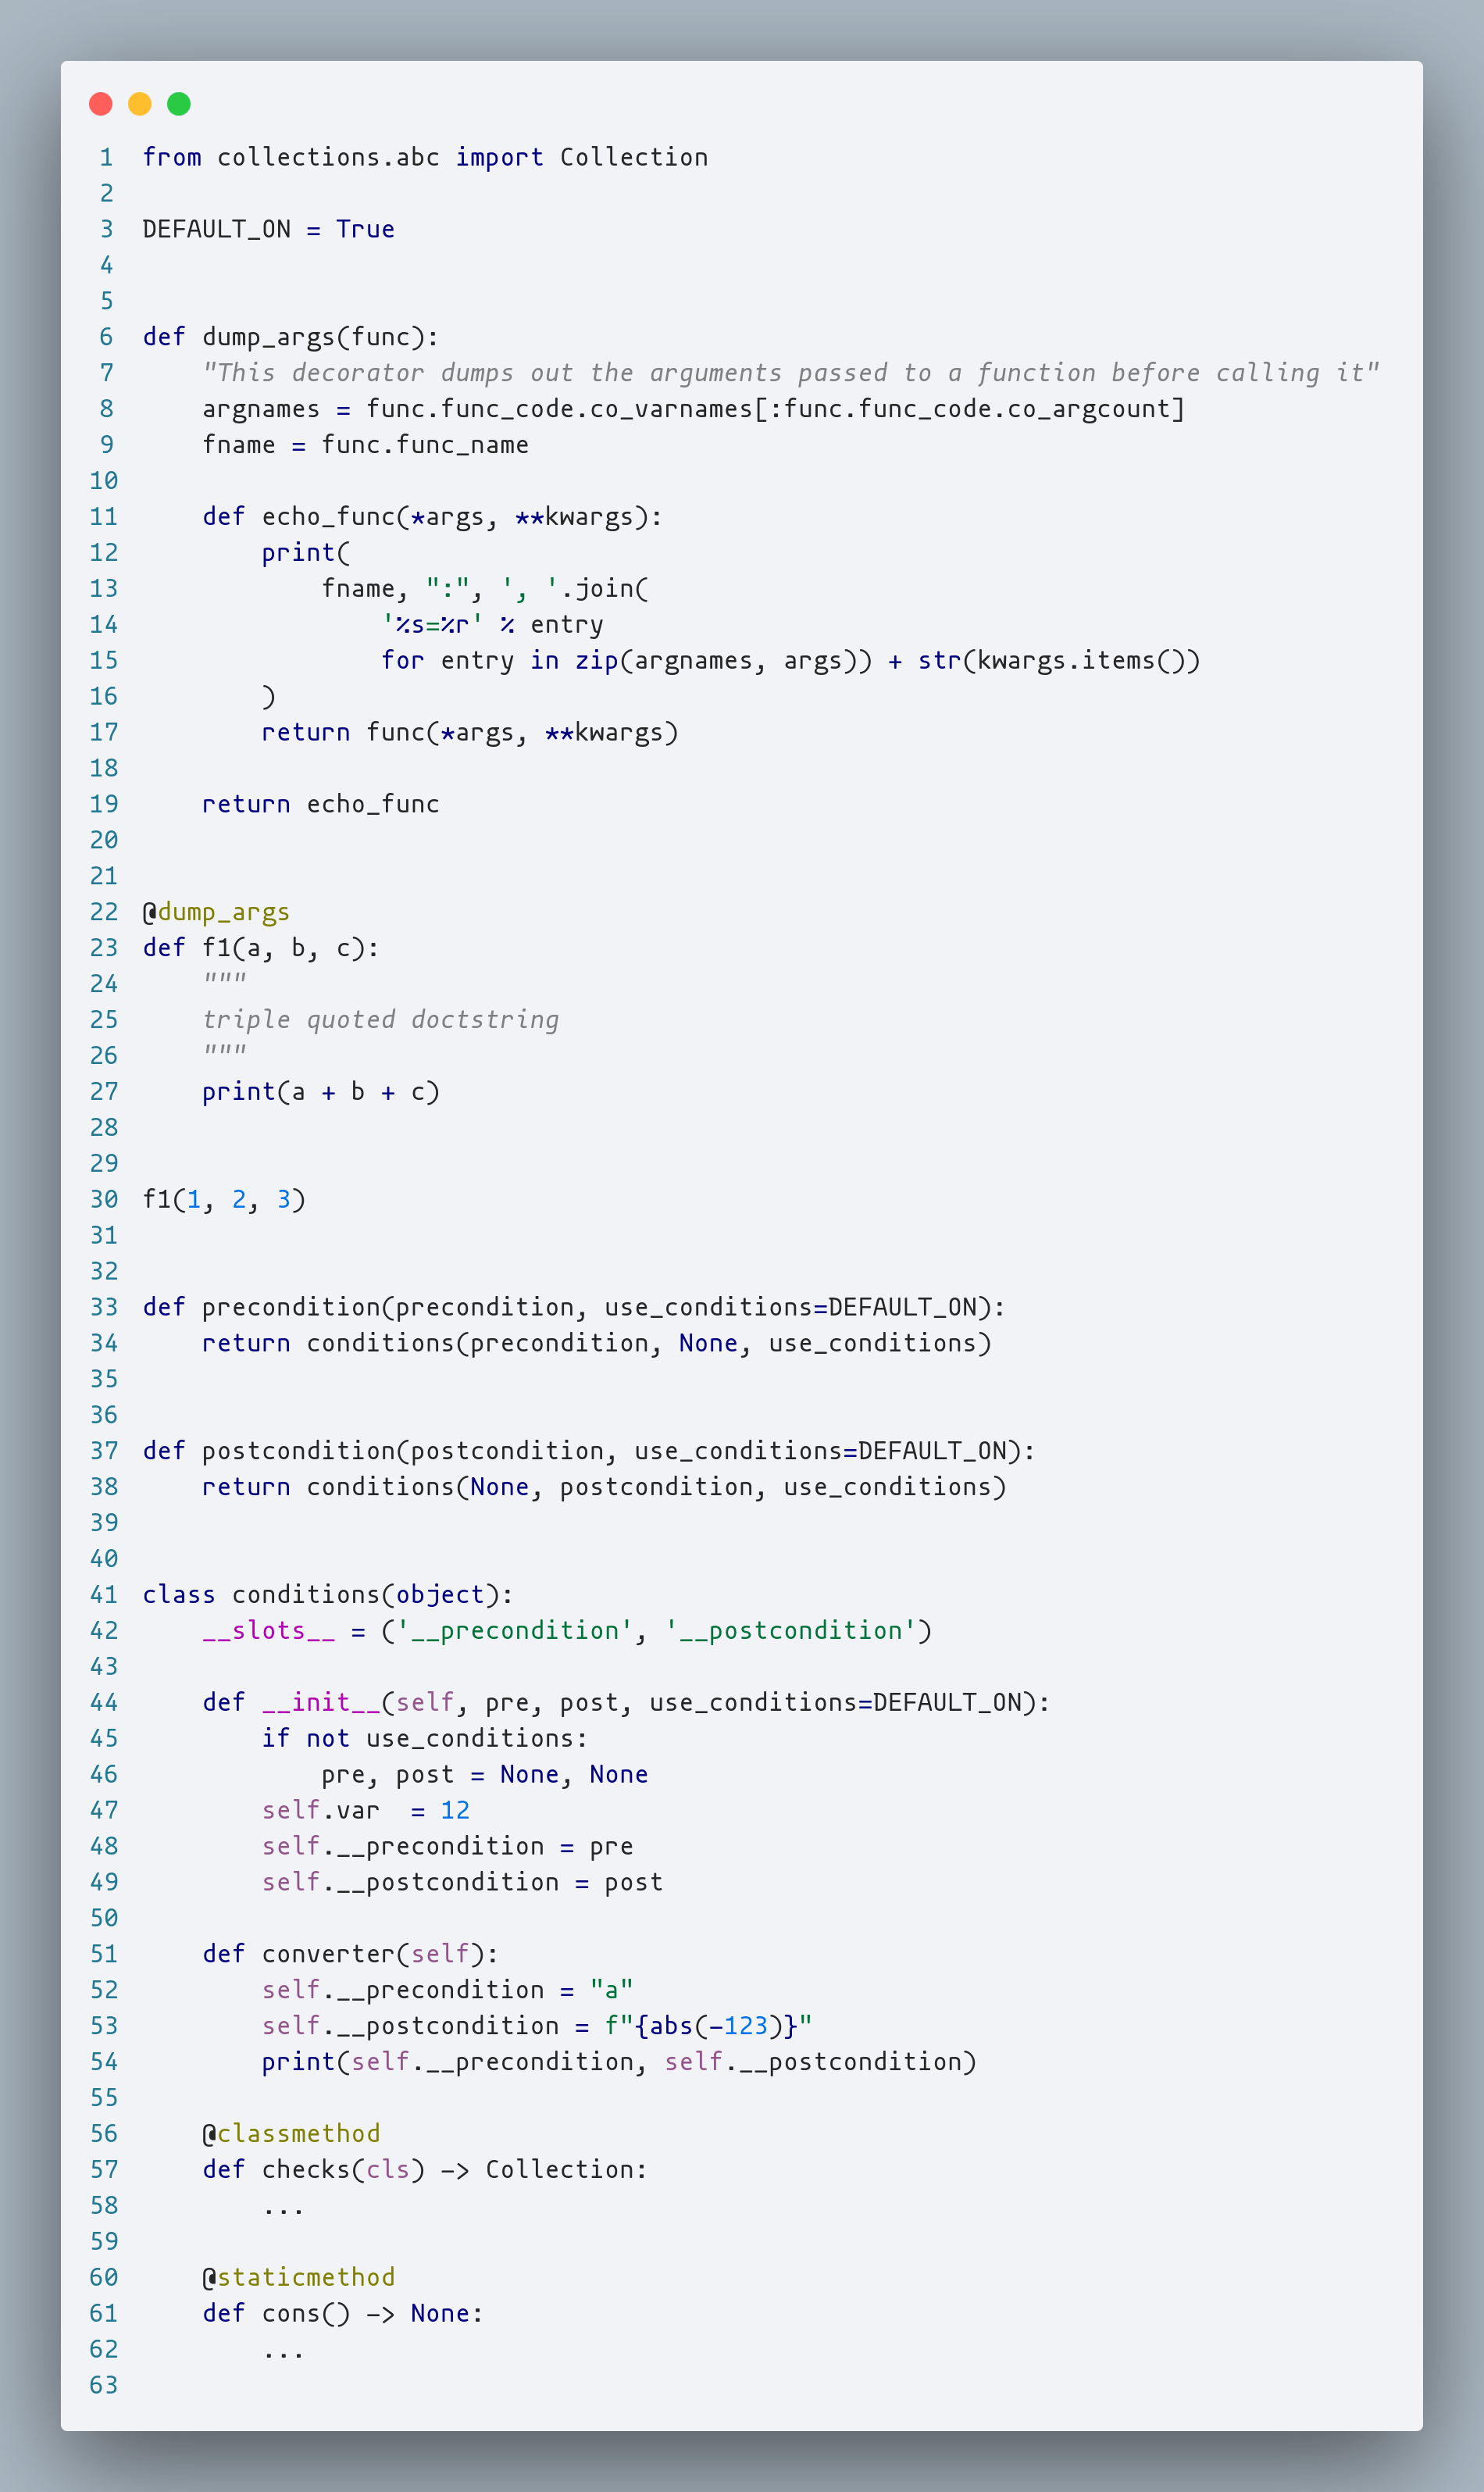 1 from collections.abc import Collection
2
3 DEFAULT_ON = True
4
5
6 def dump_args(func):
7     "This decorator dumps out the arguments passed to a function before calling it"
8     argnames = func.func_code.co_varnames[:func.func_code.co_argcount]
9     fname = func.func_name
10
11     def echo_func(*args, **kwargs):
12         print(
13             fname, ":", ', '.join(
14                 '%s=%r' % entry
15                 for entry in zip(argnames, args)) + str(kwargs.items())
16         )
17         return func(*args, **kwargs)
18
19     return echo_func
20
21
22 @dump_args
23 def f1(a, b, c):
24     """
25     triple quoted doctstring
26     """
27     print(a + b + c)
28
29
30 f1(1, 2, 3)
31
32
33 def precondition(precondition, use_conditions=DEFAULT_ON):
34     return conditions(precondition, None, use_conditions)
35
36
37 def postcondition(postcondition, use_conditions=DEFAULT_ON):
38     return conditions(None, postcondition, use_conditions)
39
40
41 class conditions(object):
42     __slots__ = ('__precondition', '__postcondition')
43
44     def __init__(self, pre, post, use_conditions=DEFAULT_ON):
45         if not use_conditions:
46             pre, post = None, None
47         self.var  = 12
48         self.__precondition = pre
49         self.__postcondition = post
50
51     def converter(self):
52         self.__precondition = "a"
53         self.__postcondition = f"{abs(-123)}"
54         print(self.__precondition, self.__postcondition)
55
56     @classmethod
57     def checks(cls) -> Collection:
58         ...
59
60     @staticmethod
61     def cons() -> None:
62         ...
63